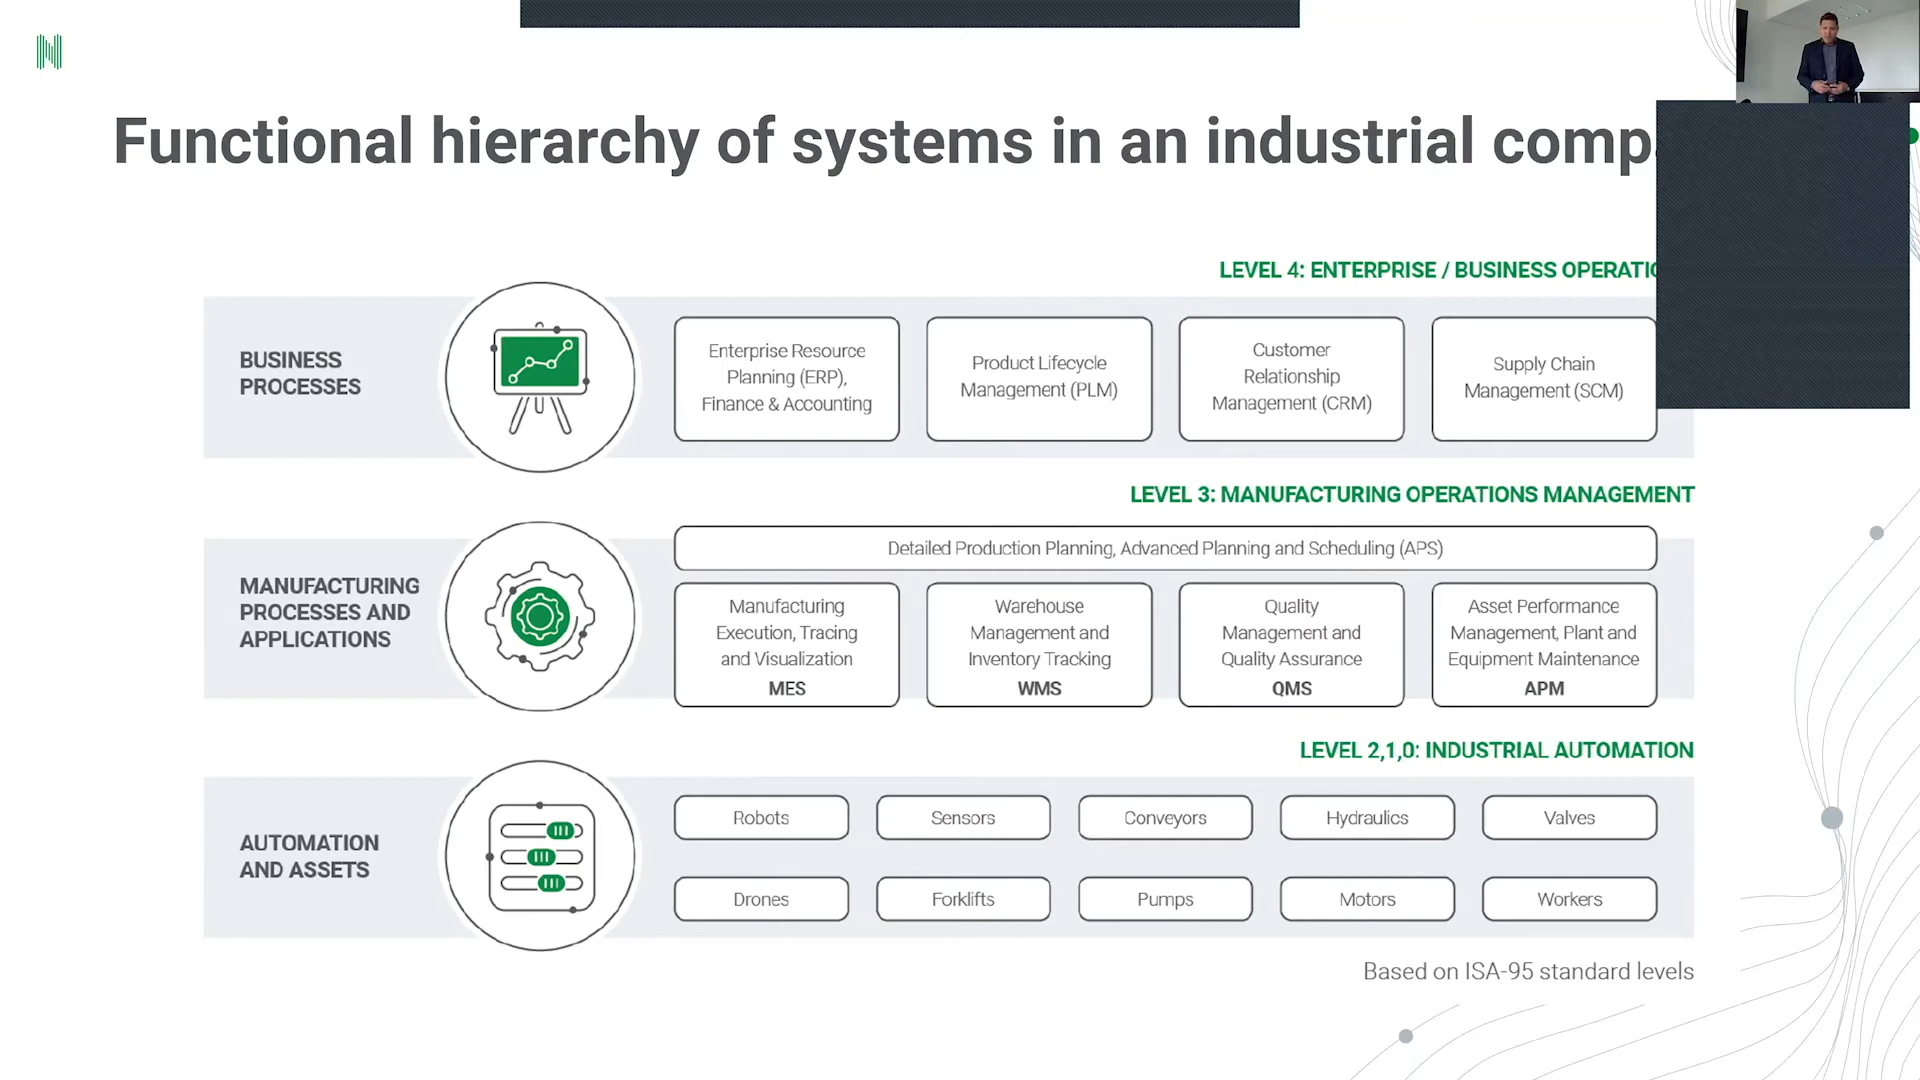 Functional hierarchy of systems in an industrial
LEVEL 4: ENTERPRISE / BUSINESS
BUSINESS
PROCESSES
Enterprise Resource
Planning (ERP),
Finance & Accounting
Product Lifecycle
Management (PLM)
Customer
Relationship
Management (CRM)
Supply Chain
Management (SCM)
LEVEL 3: MANUFACTURING OPERATIONS MANAGEMENT
MANUFACTURING
PROCESSES AND
APPLICATIONS
Detailed Production Planning, Advanced Planning and Scheduling (APS)
Manufacturing
Execution, Tracing
and Visualization
MES
Warehouse
Management and
Inventory Tracking
WMS
Quality
Management and
Quality Assurance
QMS
Asset Performance
Management, Plant and
Equipment Maintenance
APM
LEVEL 2,1,0: INDUSTRIAL AUTOMATION
AUTOMATION
AND ASSETS
Robots
Sensors
Conveyors
Hydraulics
Valves
Drones
Forklifts
Pumps
Motors
Workers
Based on ISA-95 standard levels